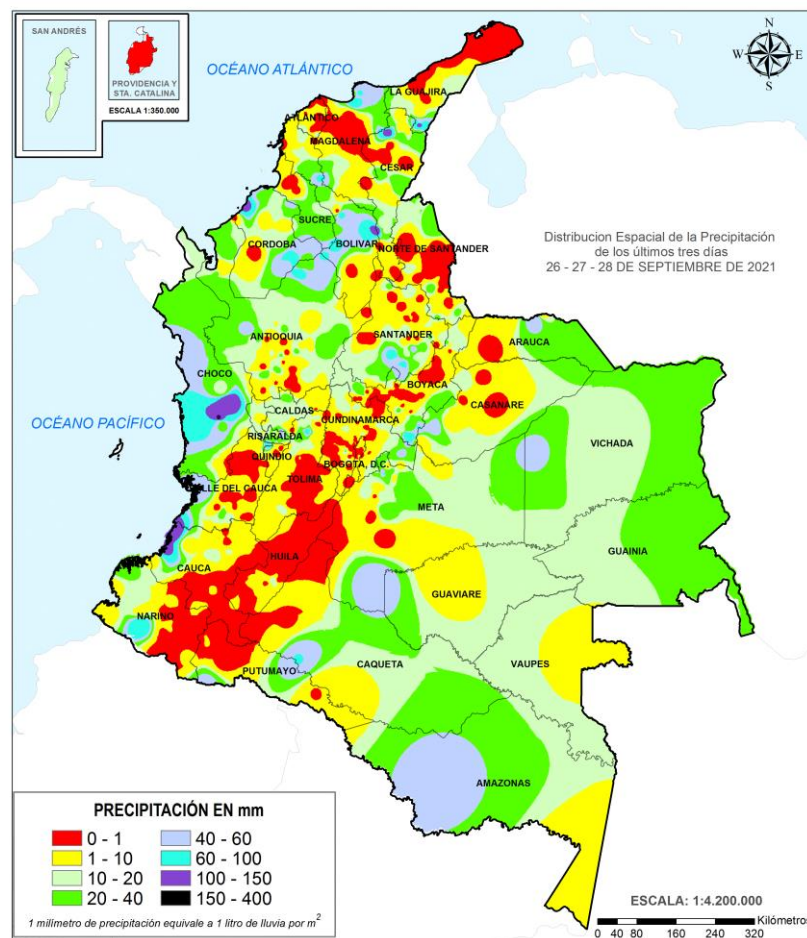 SAN ANDRÉS
PROVIDENCIA Y
STA. CATALINA
ESCALA 1:350.000
OCÉANO ATLÁNTICO
N
W
E
S
LA GUAJIRA
ATLÁNTICO
MAGDALENA
CESAR
SUCRE
CORDOBA
BOLIVAR
NORTE DE SANTANDER
Distribucion Espacial de la Precipitación
de los últimos tres días
26 - 27 - 28 DE SEPTIEMBRE DE 2021
ANTIOQUIA
SANTANDER
ARAUCA
CHOCO
BOYACA
CASANARE
OCÉANO PACÍFICO
CALDAS
CUNDINAMARCA
RISARALDA
VICHADA
QUINDIO
BOGOTA, D.C.
TOLIMA
VALLE DEL CAUCA
META
GUAINIA
HUILA
CAUCA
GUAVIARE
NARIÑO
CAQUETA
VAUPES
PUTUMAYO
AMAZONAS
PRECIPITACIÓN EN mm
0 - 1
40 - 60
1 - 10
60 - 100
10 - 20
100 - 150
20 - 40
150 - 400
1 milímetro de precipitación equivale a 1 litro de lluvia por m²
ESCALA: 1:4.200.000
Kilómetros
0 40 80 160 240 320